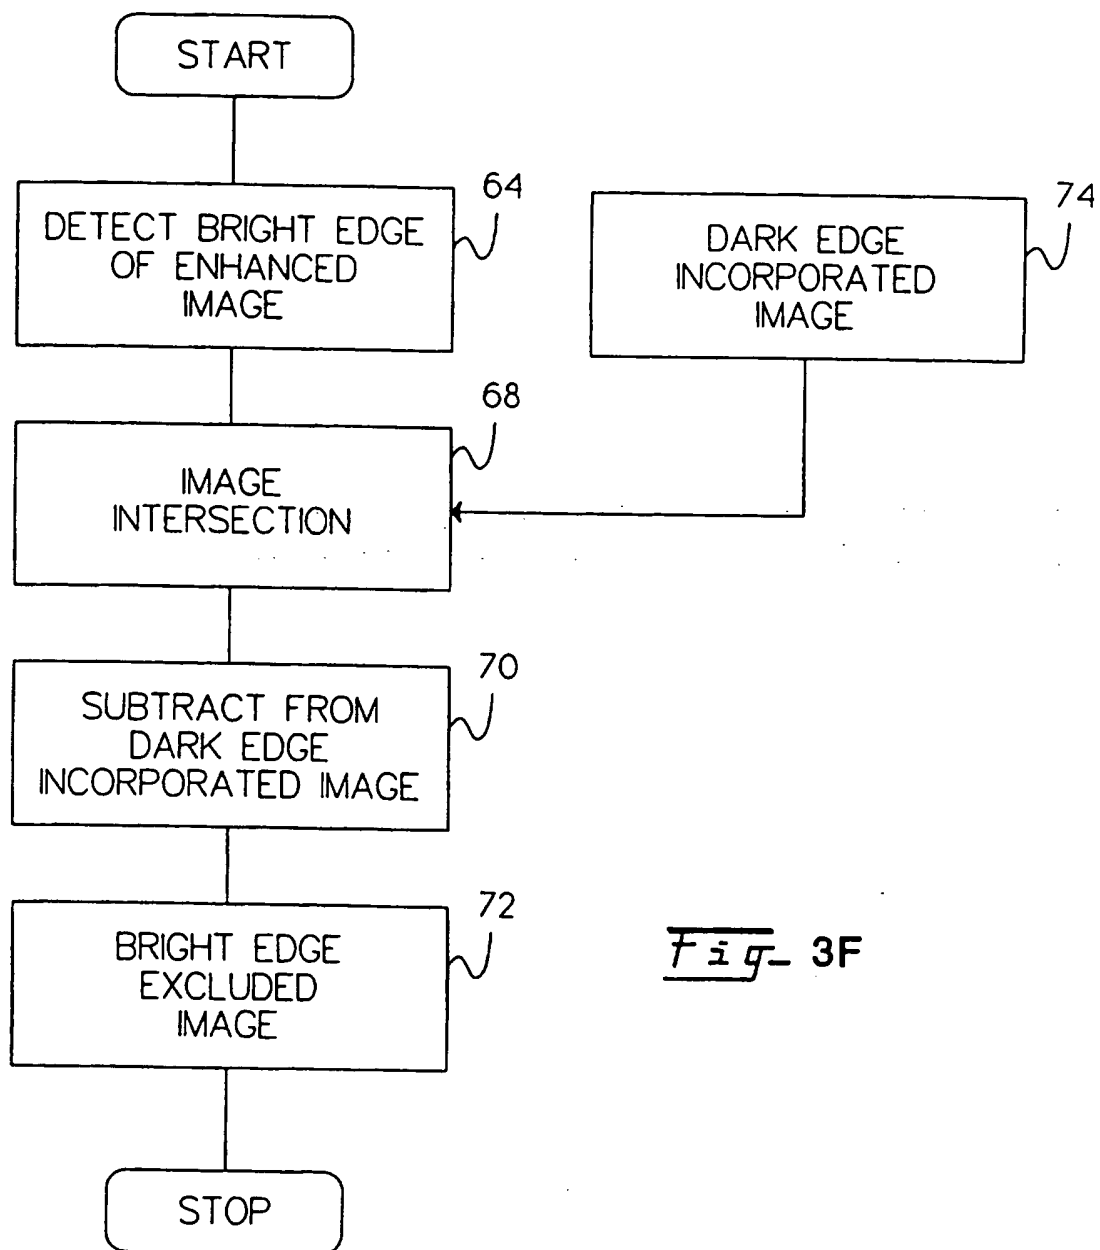 START
64
DETECT BRIGHT EDGE
OF ENHANCED
IMAGE
74
DARK EDGE
INCORPORATED
IMAGE
68
IMAGE
INTERSECTION
70
SUBTRACT FROM
DARK EDGE
INCORPORATED IMAGE
72
BRIGHT EDGE
EXCLUDED
IMAGE
Fig_ 3F
STOP